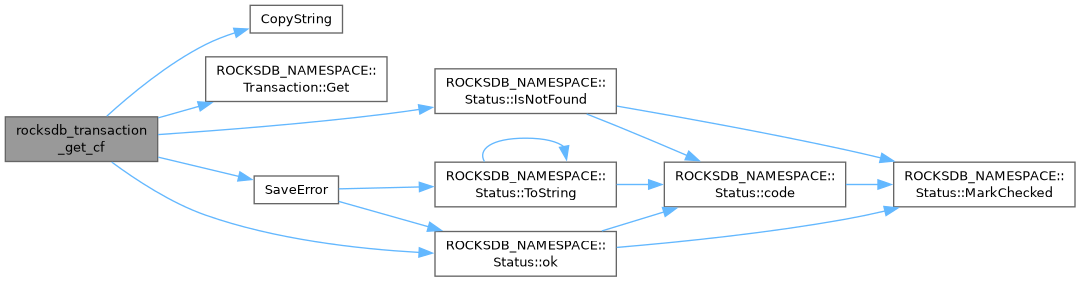 CopyString
ROCKSDB_NAMESPACE::
Transaction::Get
ROCKSDB_NAMESPACE::
Status::IsNotFound
rocksdb_transaction
_get_cf
SaveError
ROCKSDB_NAMESPACE::
Status::ToString
ROCKSDB_NAMESPACE::
Status::code
ROCKSDB_NAMESPACE::
Status::MarkChecked
ROCKSDB_NAMESPACE::
Status::ok